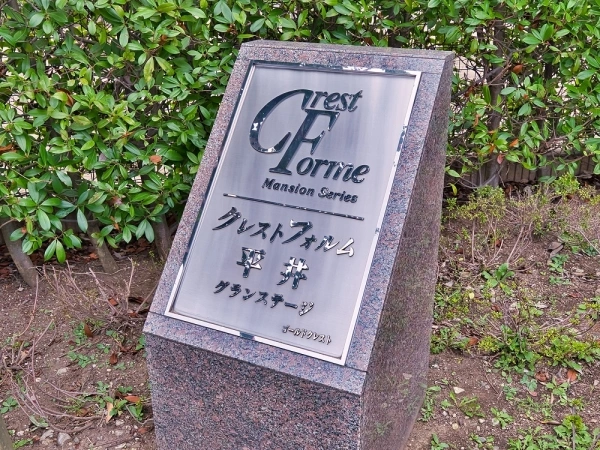 Crest
Forme
Mansion Series
クレストフォルム
平井
グランステージ
ゴールドクレスト